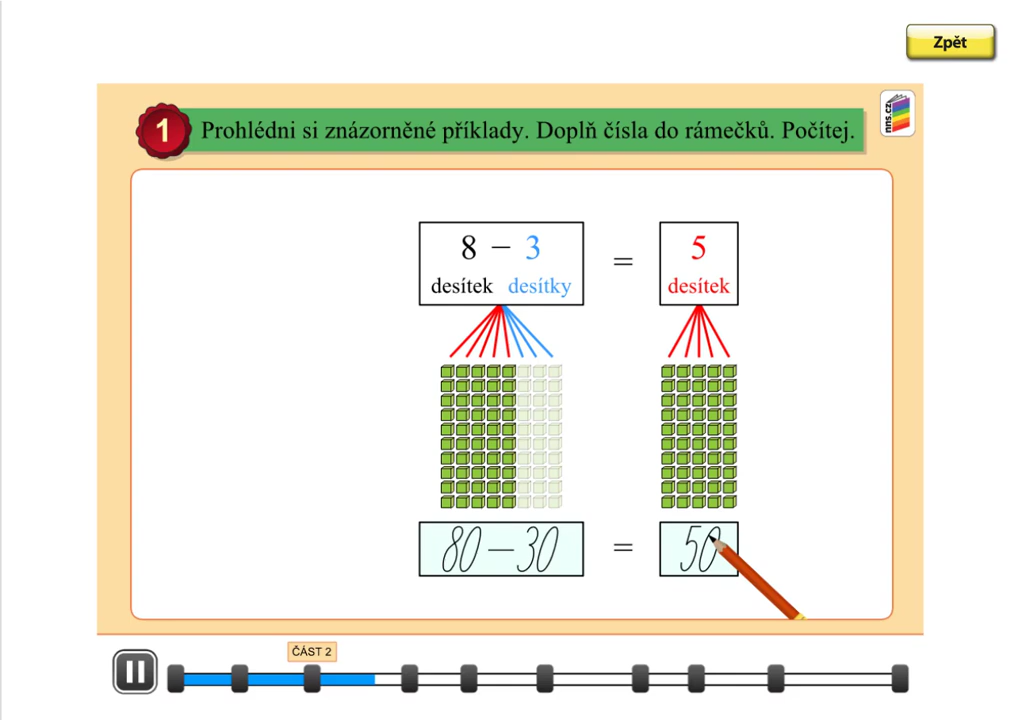 Zpět
1 Prohlédni si znázorněné příklady. Doplň čísla do rámečků. Počítej.
nns.cz
8 – 3 = 5
desítek desítky desítek
80 – 30 = 50
ČÁST 2